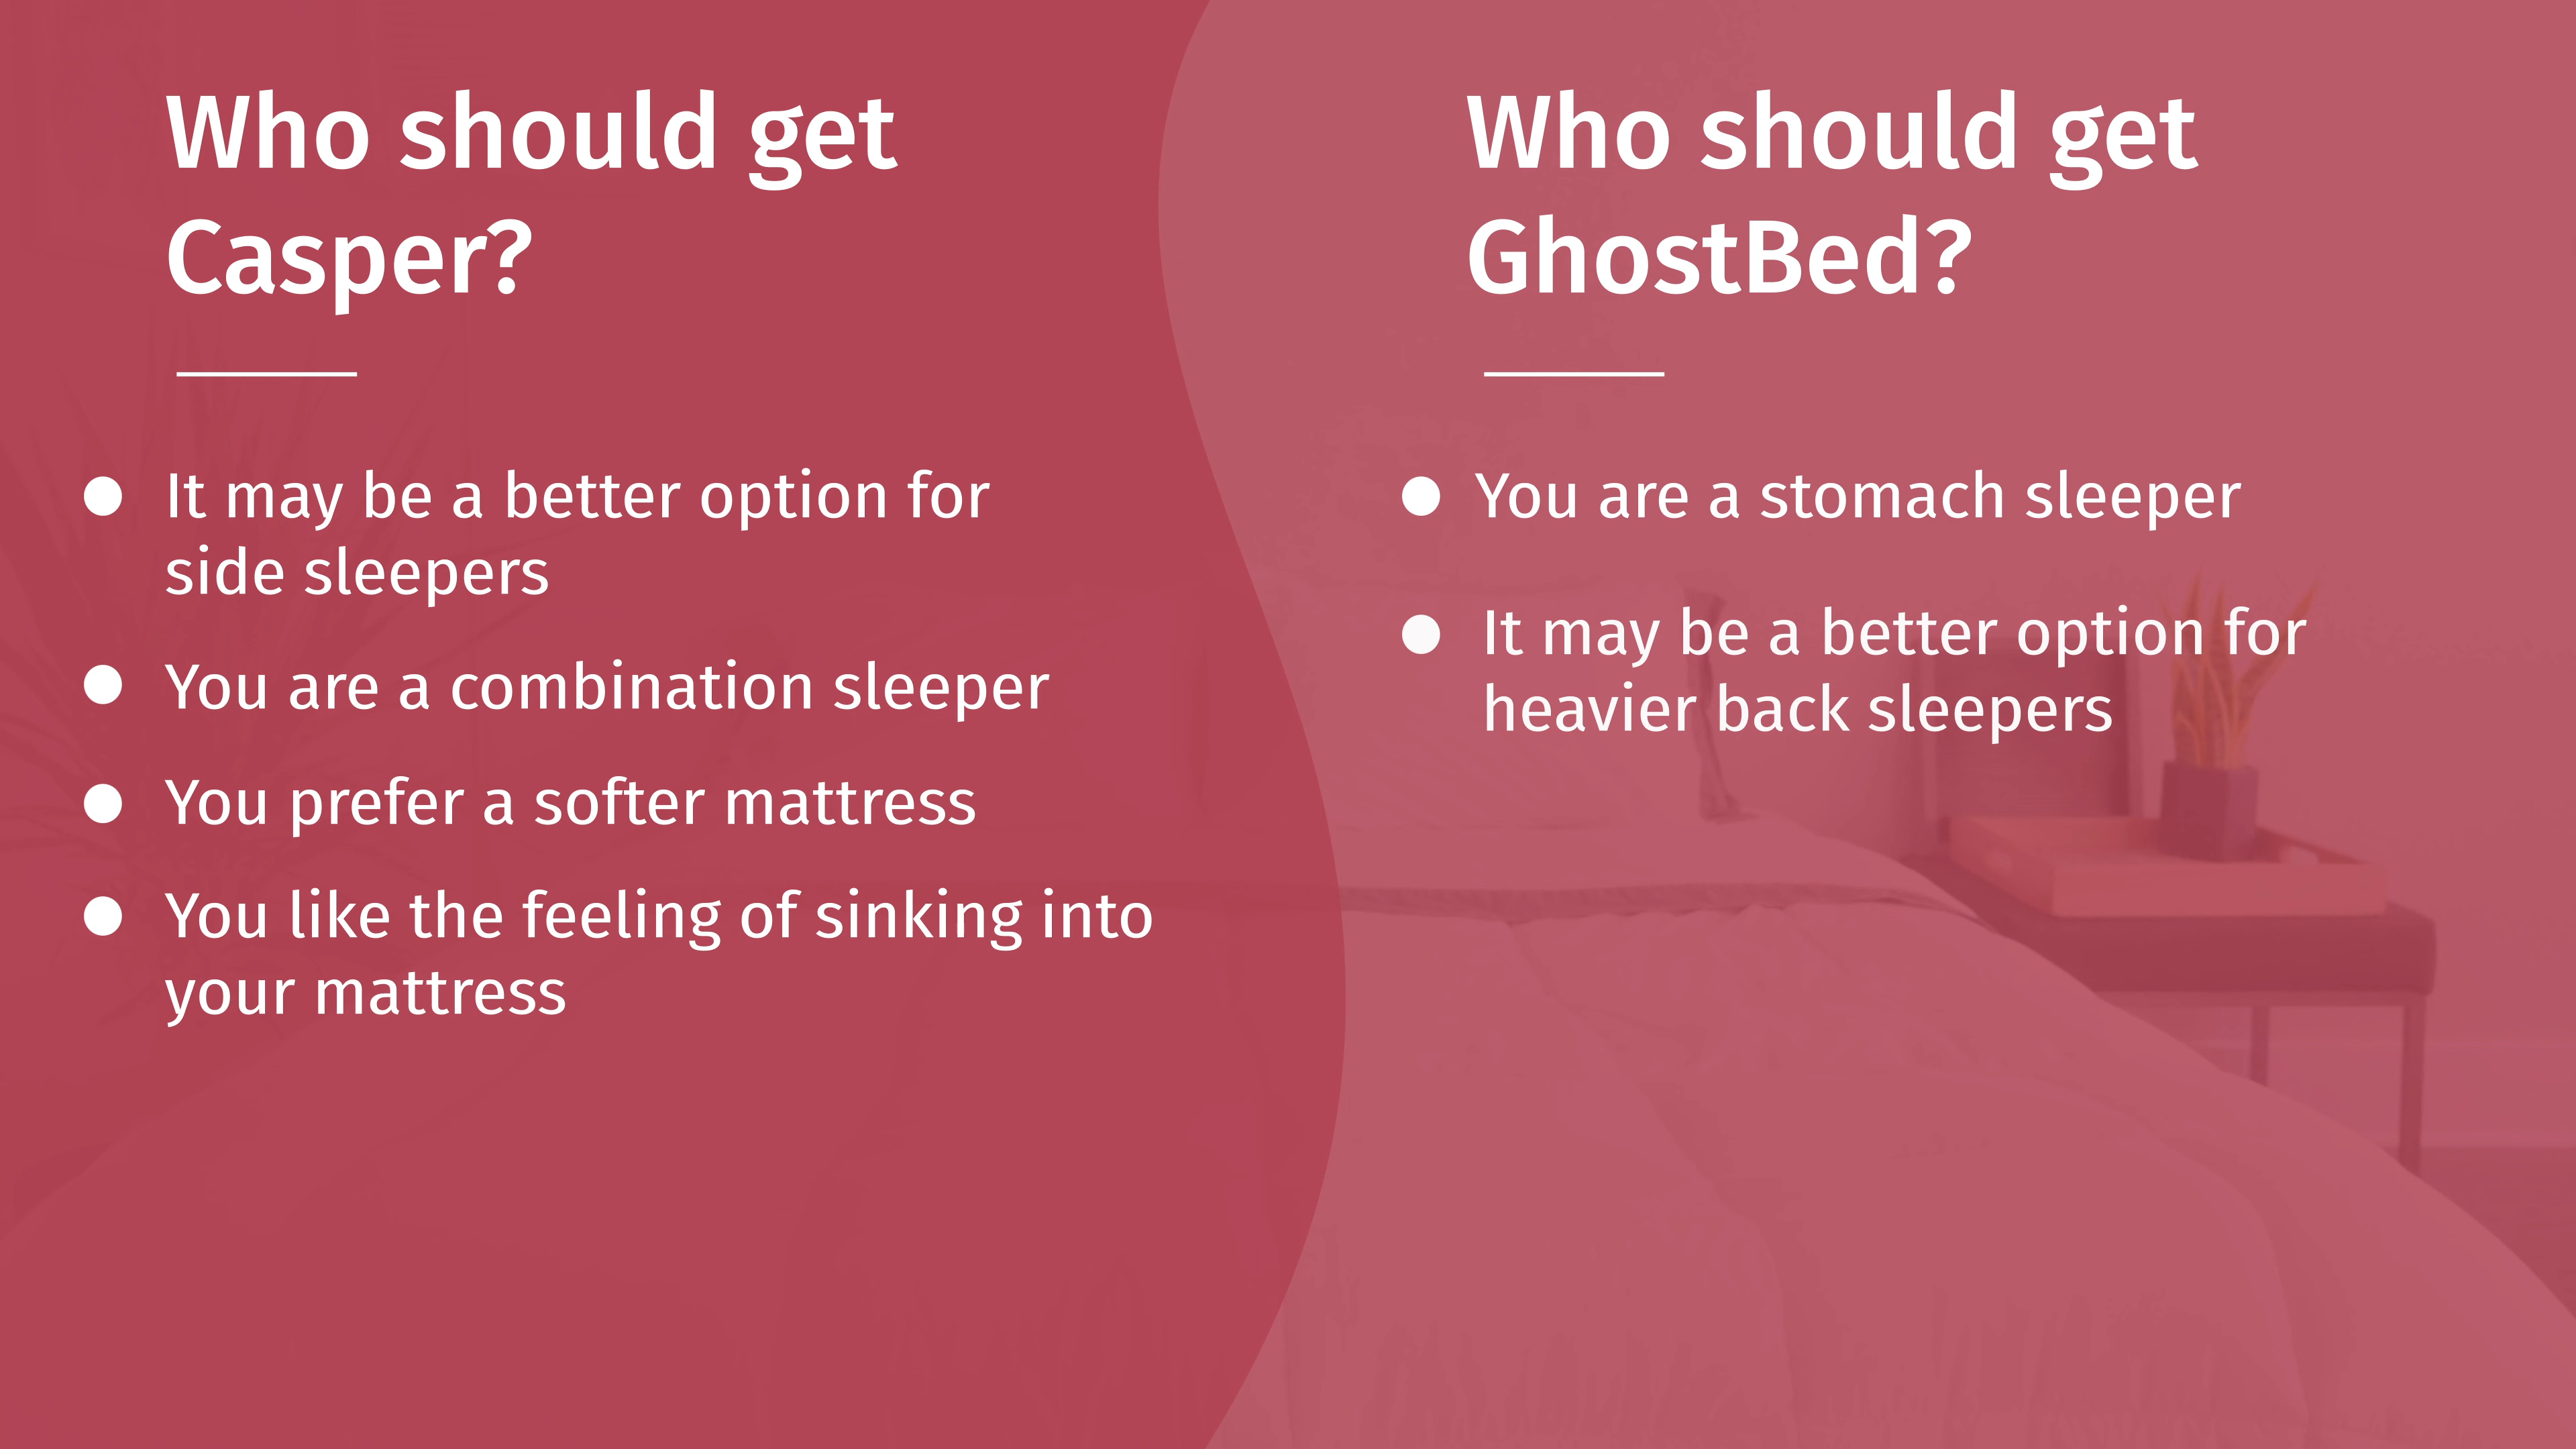 Who should get
Casper?
It may be a better option for
side sleepers
You are a combination sleeper
You prefer a softer mattress
You like the feeling of sinking into
your mattress
Who should get
GhostBed?
You are a stomach sleeper
It may be a better option for
heavier back sleepers